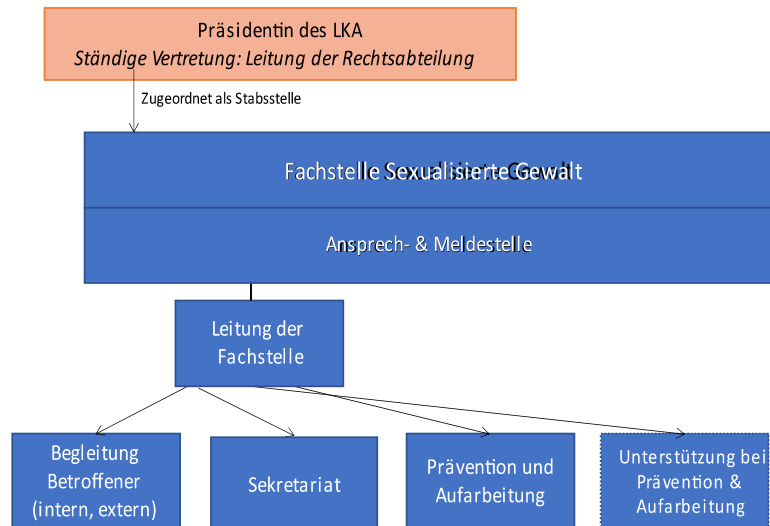 Präsidentin des LKA
Ständige Vertretung: Leitung der Rechtsabteilung
Zugeordnet als Stabsstelle
Fachstelle Sexualisierte Gewalt
Ansprech- & Meldestelle
Leitung der
Fachstelle
Begleitung
Betroffener
(intern, extern)
Sekretariat
Prävention und
Aufarbeitung
Unterstützung bei
Prävention &
Aufarbeitung